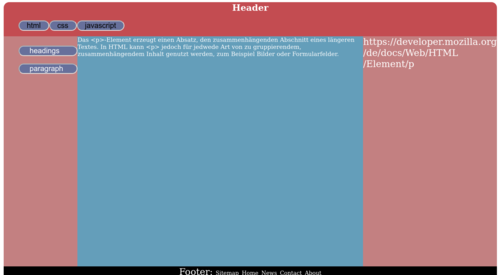 Header
html css javascript
headings
paragraph
Das <p>-Element erzeugt einen Absatz, den zusammenhängenden Abschnitt eines längeren
Textes. In HTML kann <p> jedoch für jedwede Art von zu gruppierendem,
zusammenhängendem Inhalt genutzt werden, zum Beispiel Bilder oder Formularfelder.
https://developer.mozilla.org
/de/docs/Web/HTML
/Element/p
Footer: Sitemap Home News Contact About